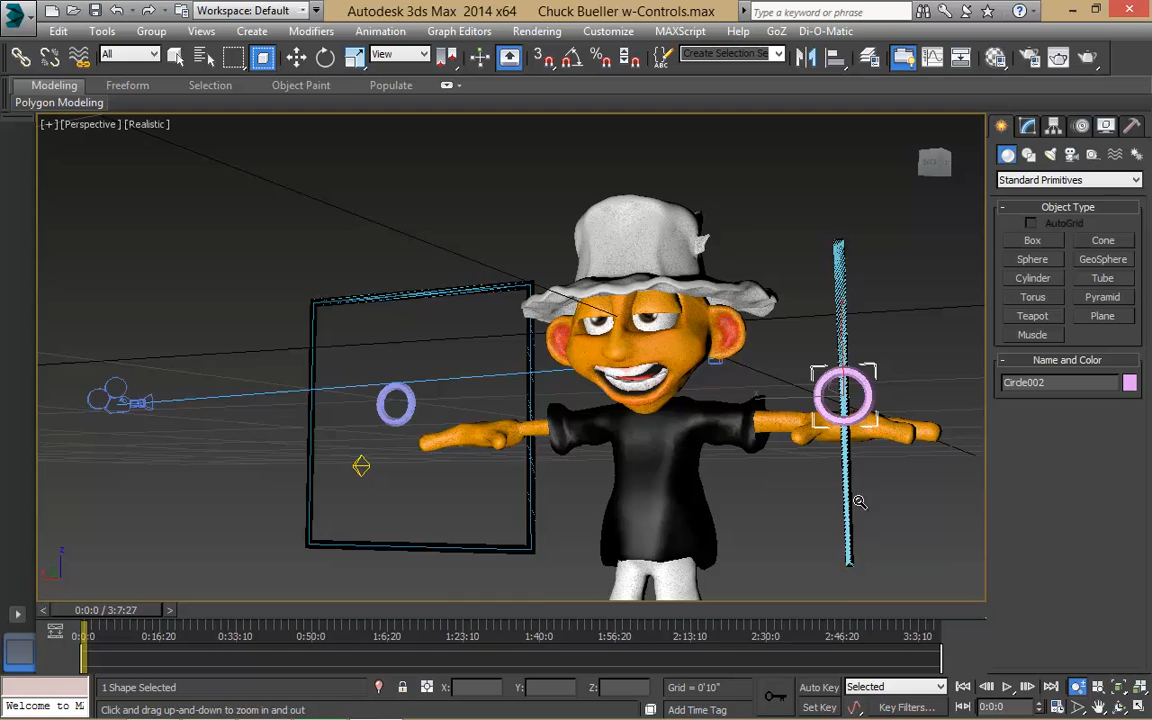 Workspace: Default
Autodesk 3ds Max 2014 x64
Chuck Bueller w-Controls.max
Type a keyword or phrase
Edit Tools Group Views Create Modifiers Animation Graph Editors Rendering Customize MAXScript Help GoZ Di-O-Matic
All
View
Create Selection Se
Modeling Freeform Selection Object Paint Populate
Polygon Modeling
[+] [Perspective] [Realistic]
Standard Primitives
- Object Type
AutoGrid
Box Cone
Sphere GeoSphere
Cylinder Tube
Torus Pyramid
Teapot Plane
Muscle
- Name and Color
Circle002
z
< 0:0:0 / 3:7:27 >
0:0:0 0:16:20 0:33:10 0:50:0 1:6:20 1:23:10 1:40:0 1:56:20 2:13:10 2:30:0 2:46:20 3:3:10
1 Shape Selected
X: Y: Z:
Grid = 0'10"
Auto Key
Selected
Welcome to M
Click and drag up-and-down to zoom in and out
Add Time Tag
Set Key
Key Filters...
0:0:0